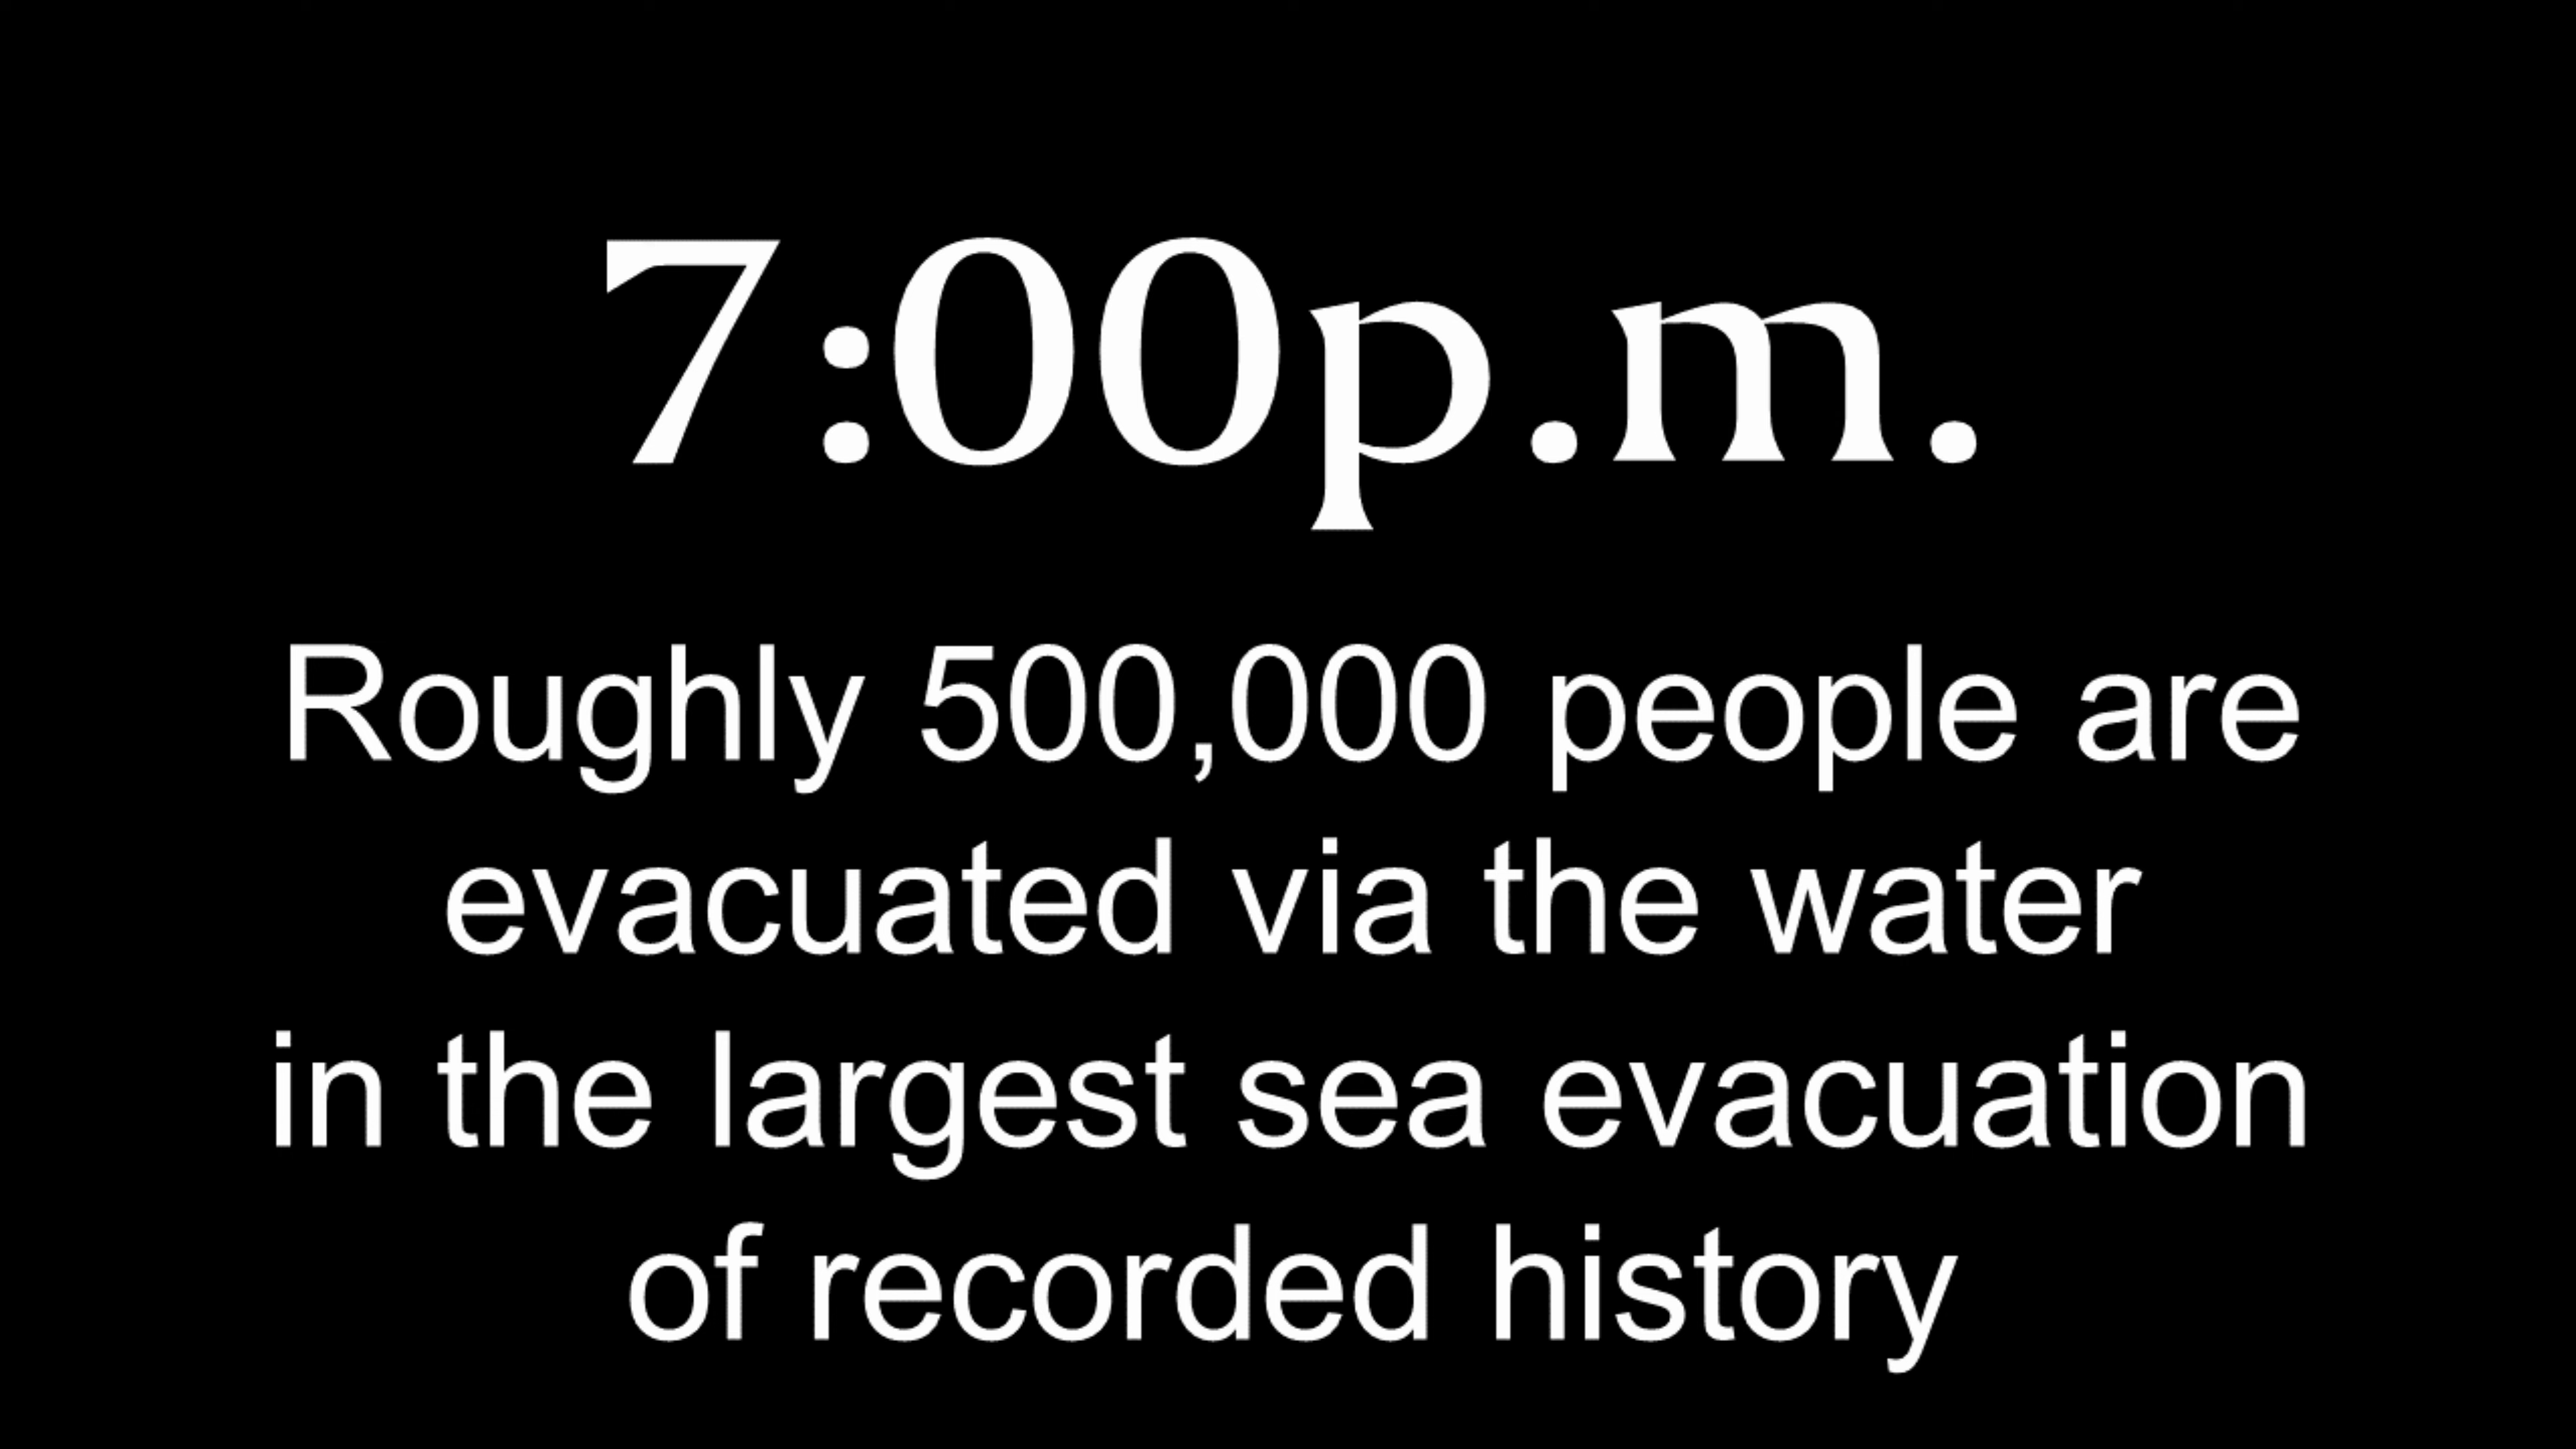 7:00p.m.
Roughly 500,000 people are
evacuated via the water
in the largest sea evacuation
of recorded history